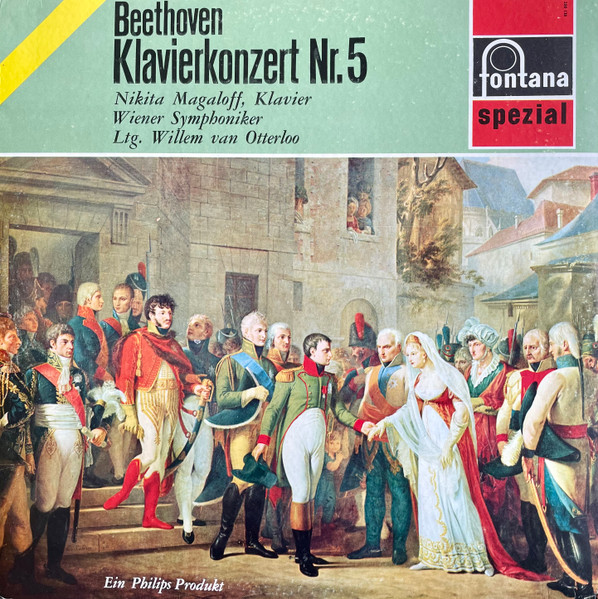 Beethoven
Klavierkonzert Nr. 5
Nikita Magaloff, Klavier
Wiener Symphoniker
Ltg. Willem van Otterloo
fontana
spezial
Ein Philips Produkt